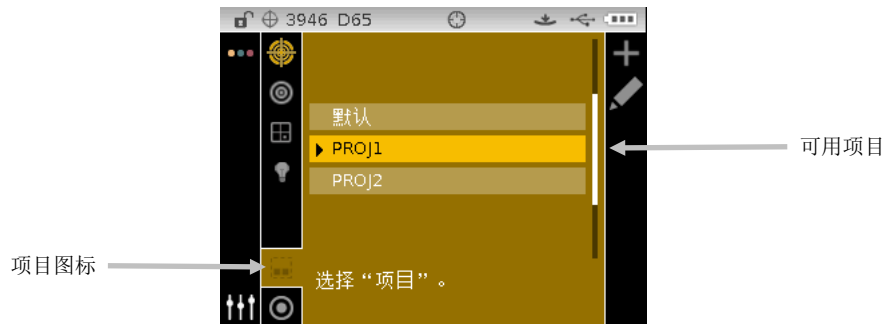 3946 D65
默认
PROJ1
可用项目
PROJ2
项目图标
选择“项目”。